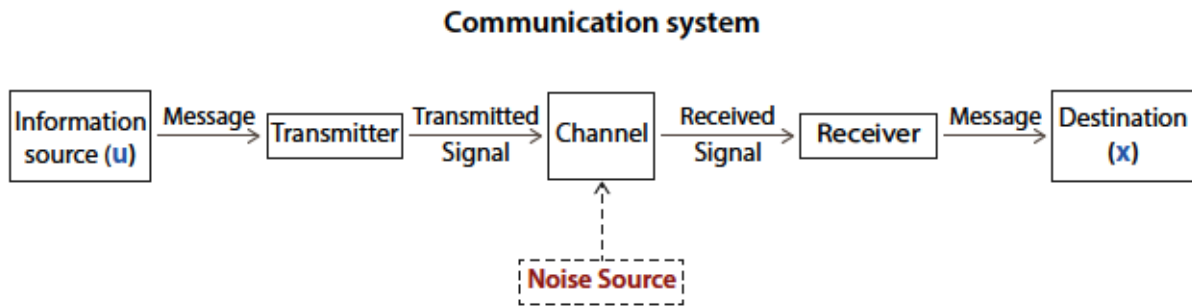 Communication system
Information
source (u)
Message
Transmitter
Transmitted
Signal
Channel
Received
Signal
Receiver
Message
Destination
(x)
Noise Source